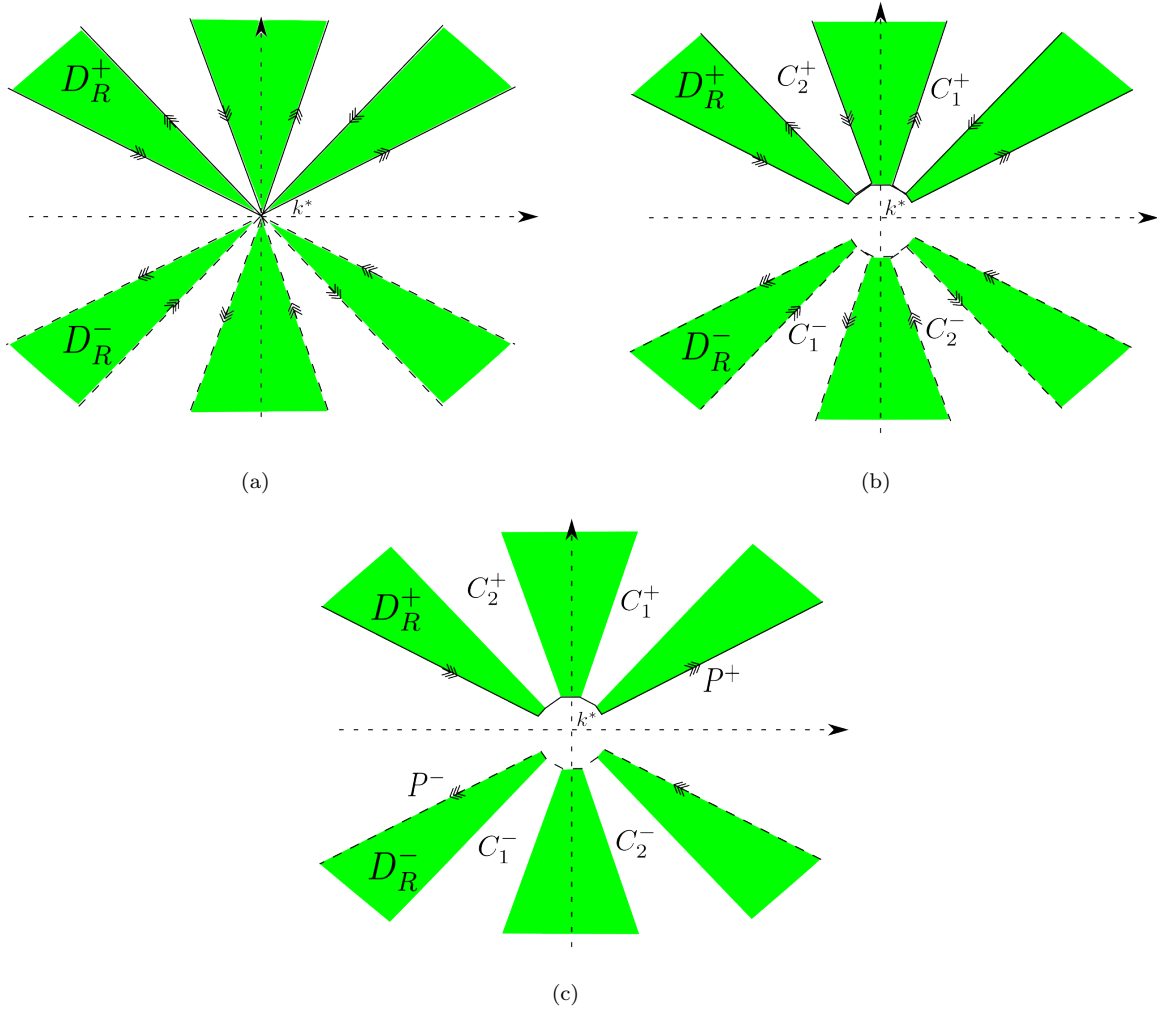 D_R^+
k^*
D_R^-
(a)
D_R^+
C_2^+
C_1^+
k^*
C_1^-
C_2^-
D_R^-
(b)
C_2^+
C_1^+
D_R^+
P^+
k^*
P^-
C_1^-
C_2^-
D_R^-
(c)